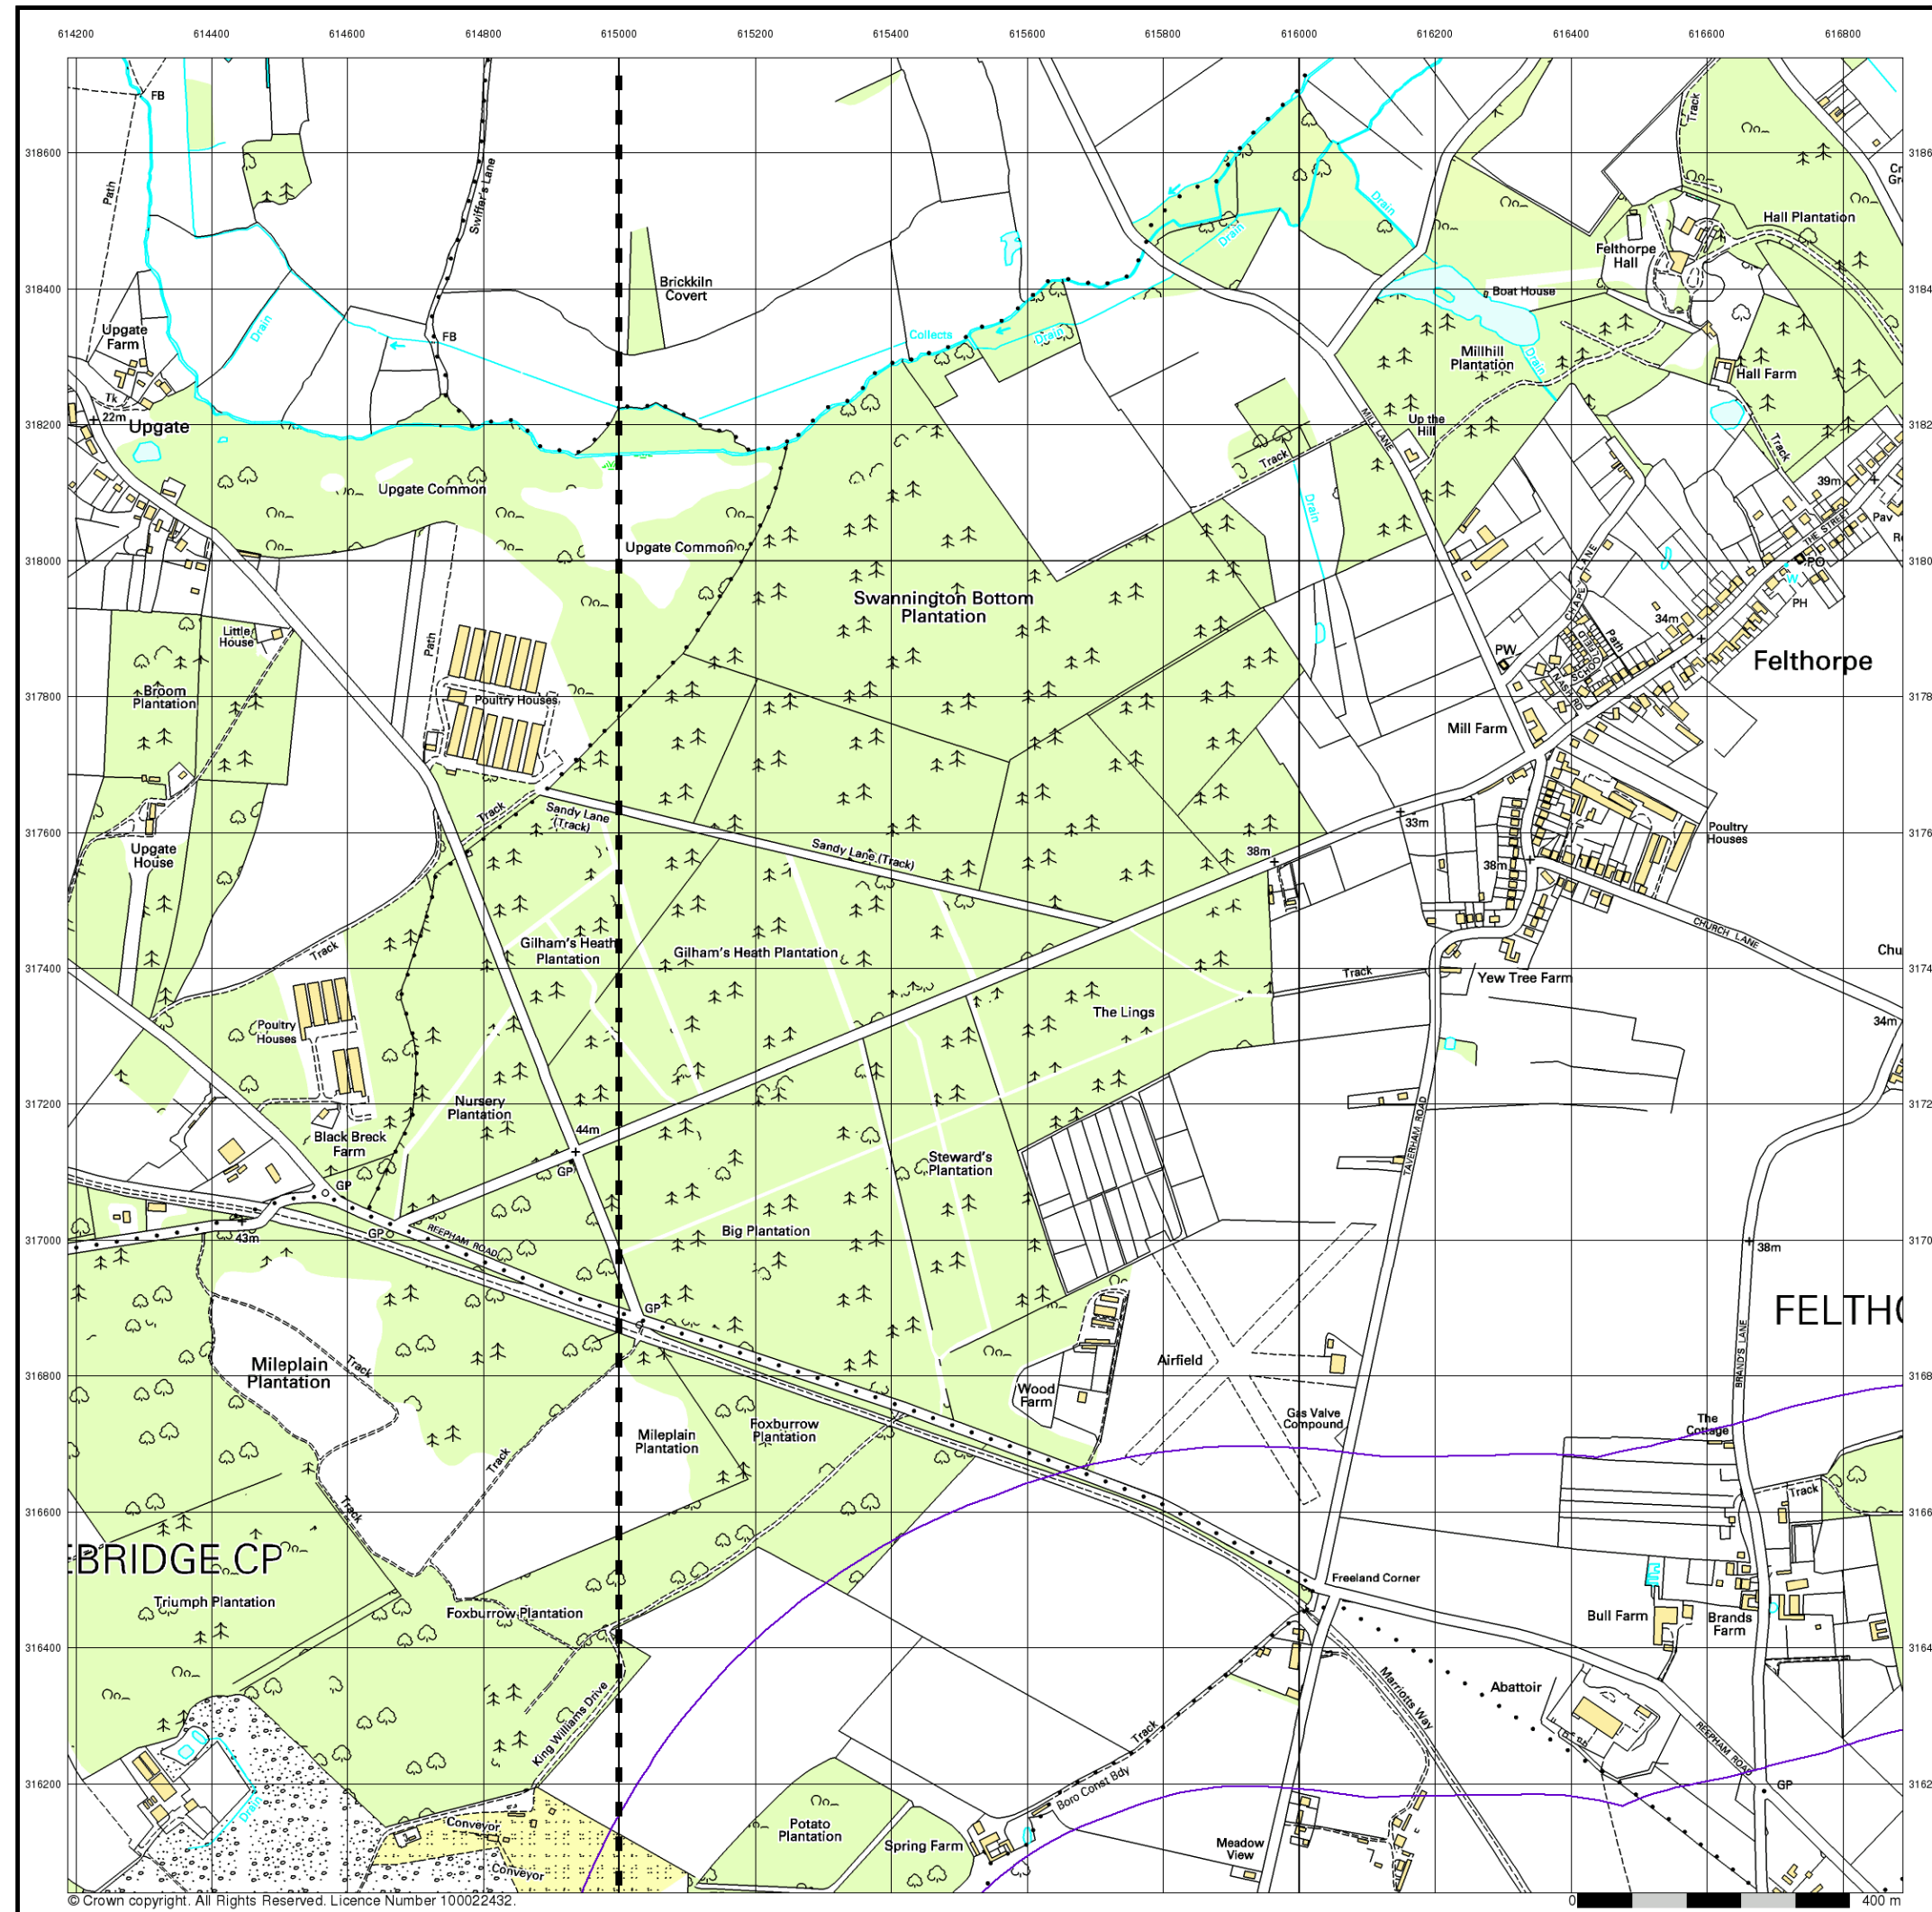 614200 614400 614600 614800 615000 615200 615400 615600 615800 616000 616200 616400 616600 616800
FB
Path
Swiffer's Lane
Track
318600
Drain
Drain
Hall Plantation
Felthorpe
Hall
Brickkiln
Covert
Boat House
318400
Upgate
Farm
Drain
FB
Collects
Drain
Millhill
Plantation
Drain
Hall Farm
Tk
22m
Upgate
318200
MILL LANE
Up the
Hill
Track
Track
39m
Upgate Common
Drain
THE STREET
Pav
Upgate Common
318000
CHAPEL LANE
PO
W
PH
Swannington Bottom
Plantation
Little
House
Path
34m
Path
PW
Felthorpe
Broom
Plantation
Poultry Houses
NASH RD
317800
Mill Farm
Track
Sandy Lane
(Track)
Sandy Lane (Track)
317600
33m
38m
38m
Poultry
Houses
Upgate
House
CHURCH LANE
Track
Gilham's Heath
Plantation
Gilham's Heath Plantation
Chu
317400
Track
Yew Tree Farm
The Lings
34m
Poultry
Houses
317200
Nursery
Plantation
44m
Black Breck
Farm
GP
TAVERHAM ROAD
Steward's
Plantation
GP
GP
REEPHAM ROAD
Big Plantation
43m
317000
38m
GP
FELTHO
Mileplain
Plantation
Track
Airfield
BRAND'S LANE
316800
Wood
Farm
Gas Valve
Compound
The
Cottage
Foxburrow
Plantation
Mileplain
Plantation
Track
Track
Track
316600
EBRIDGE CP
Freeland Corner
Triumph Plantation
Foxburrow Plantation
Bull Farm
Brands
Farm
316400
King Williams Drive
Marriotts Way
Abattoir
Track
REEPHAM ROAD
Boro Const Bdy
316200
GP
Drain
Conveyor
Potato
Plantation
Spring Farm
Meadow
View
Conveyor
© Crown copyright. All Rights Reserved. Licence Number 100022432.
0 400 m